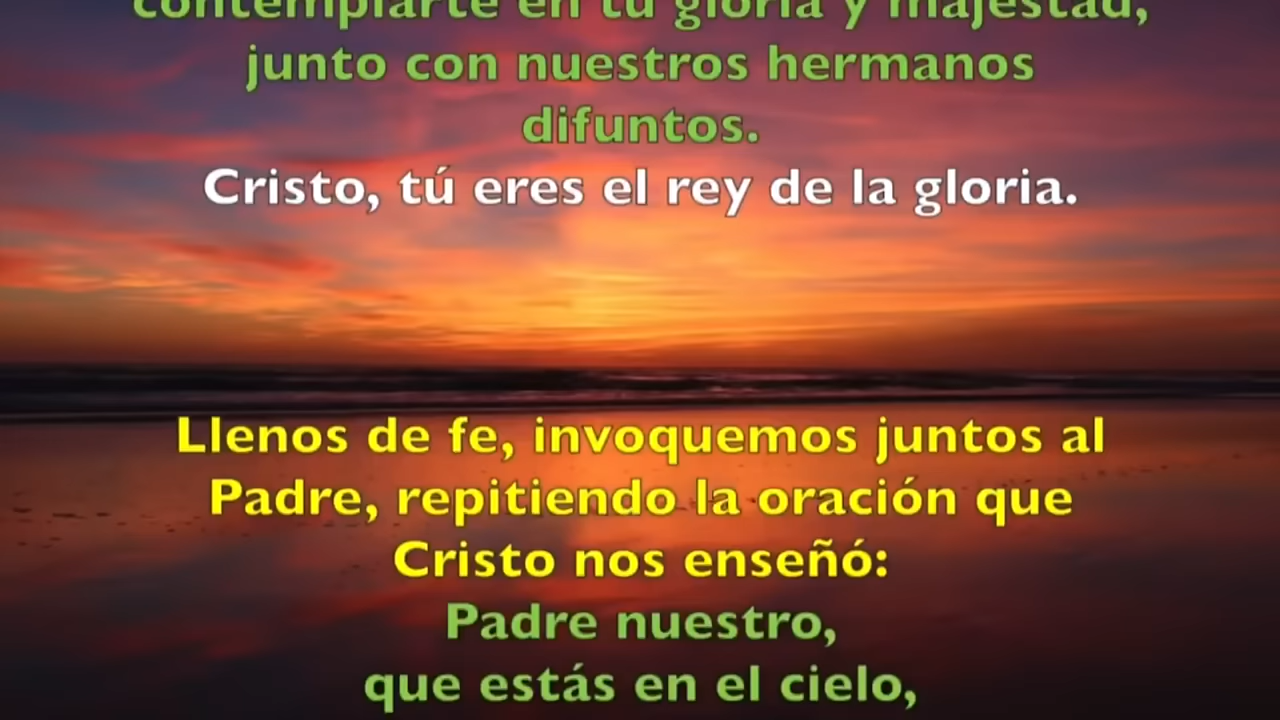 contemplarte en tu gloria y majestad,
junto con nuestros hermanos
difuntos.
Cristo, tú eres el rey de la gloria.
Llenos de fe, invoquemos juntos al
Padre, repitiendo la oración que
Cristo nos enseñó:
Padre nuestro,
que estás en el cielo,